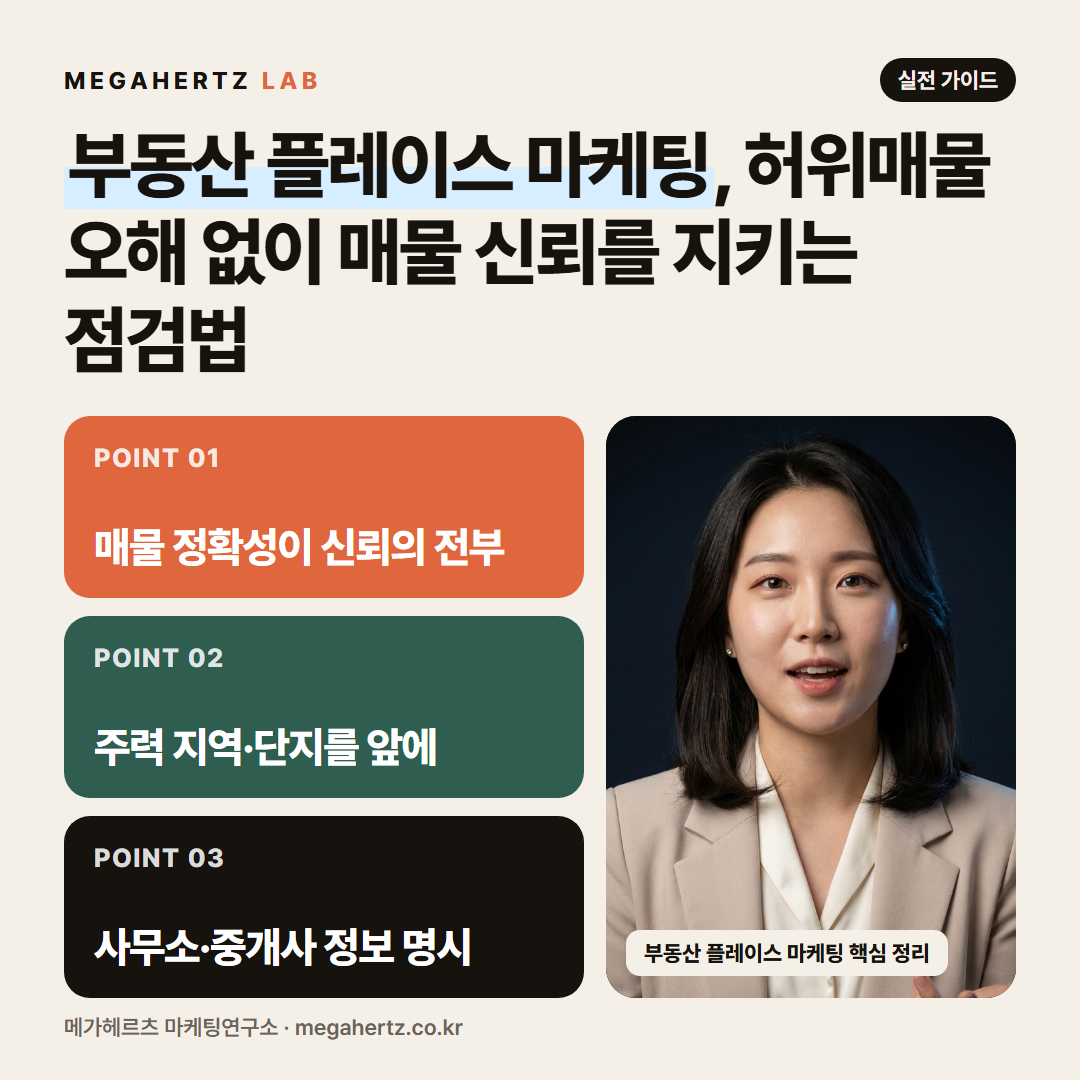 MEGAHERTZ LAB
실전 가이드
부동산 플레이스 마케팅, 허위매물
오해 없이 매물 신뢰를 지키는
점검법
POINT 01
매물 정확성이 신뢰의 전부
POINT 02
주력 지역·단지를 앞에
POINT 03
사무소·중개사 정보 명시
부동산 플레이스 마케팅 핵심 정리
메가헤르츠 마케팅연구소 · megahertz.co.kr